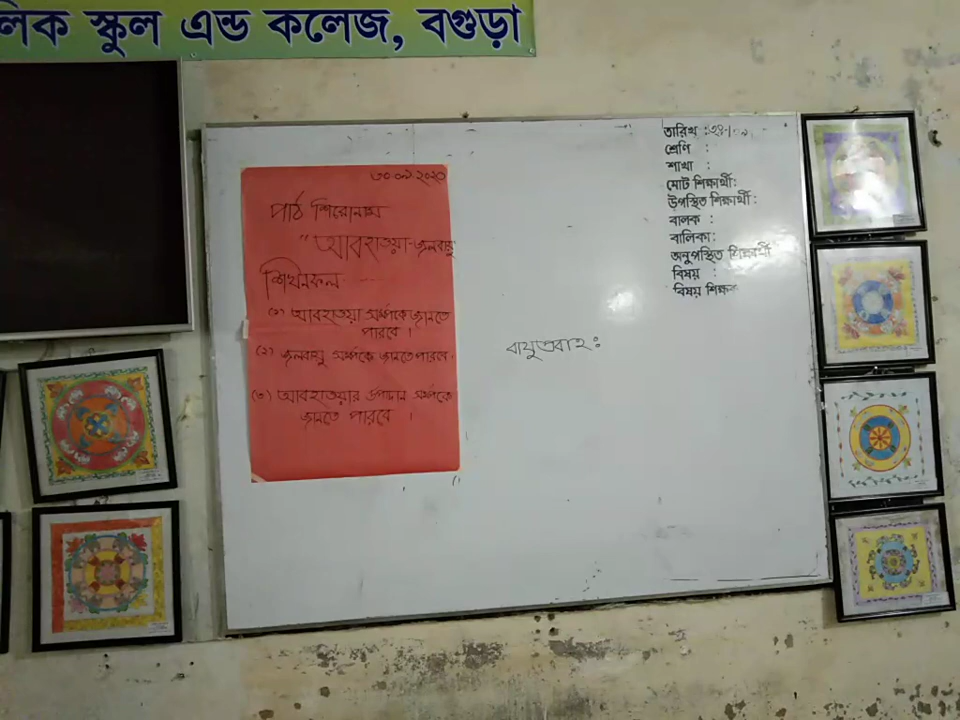 লিক স্কুল এন্ড কলেজ, বগুড়া
৩০.০৯.২০২০
পাঠ শিরোনাম
"আবহাওয়া-জলবায়ু
শিখনফল
(১) আবহাওয়া সম্পর্কে জানতে
পারবে ।
(২) জলবায়ু সম্পর্কে জানতে পারবে ।
(৩) আবহাওয়ার উপাদান সম্পর্কে
জানতে পারবে ।
বায়ুপ্রবাহ ঃ
তারিখ :
শ্রেণি :
শাখা :
মোট শিক্ষার্থী:
উপস্থিত শিক্ষার্থী:
বালক :
বালিকা:
অনুপস্থিত শিক্ষার্থী
বিষয় :
বিষয় শিক্ষক